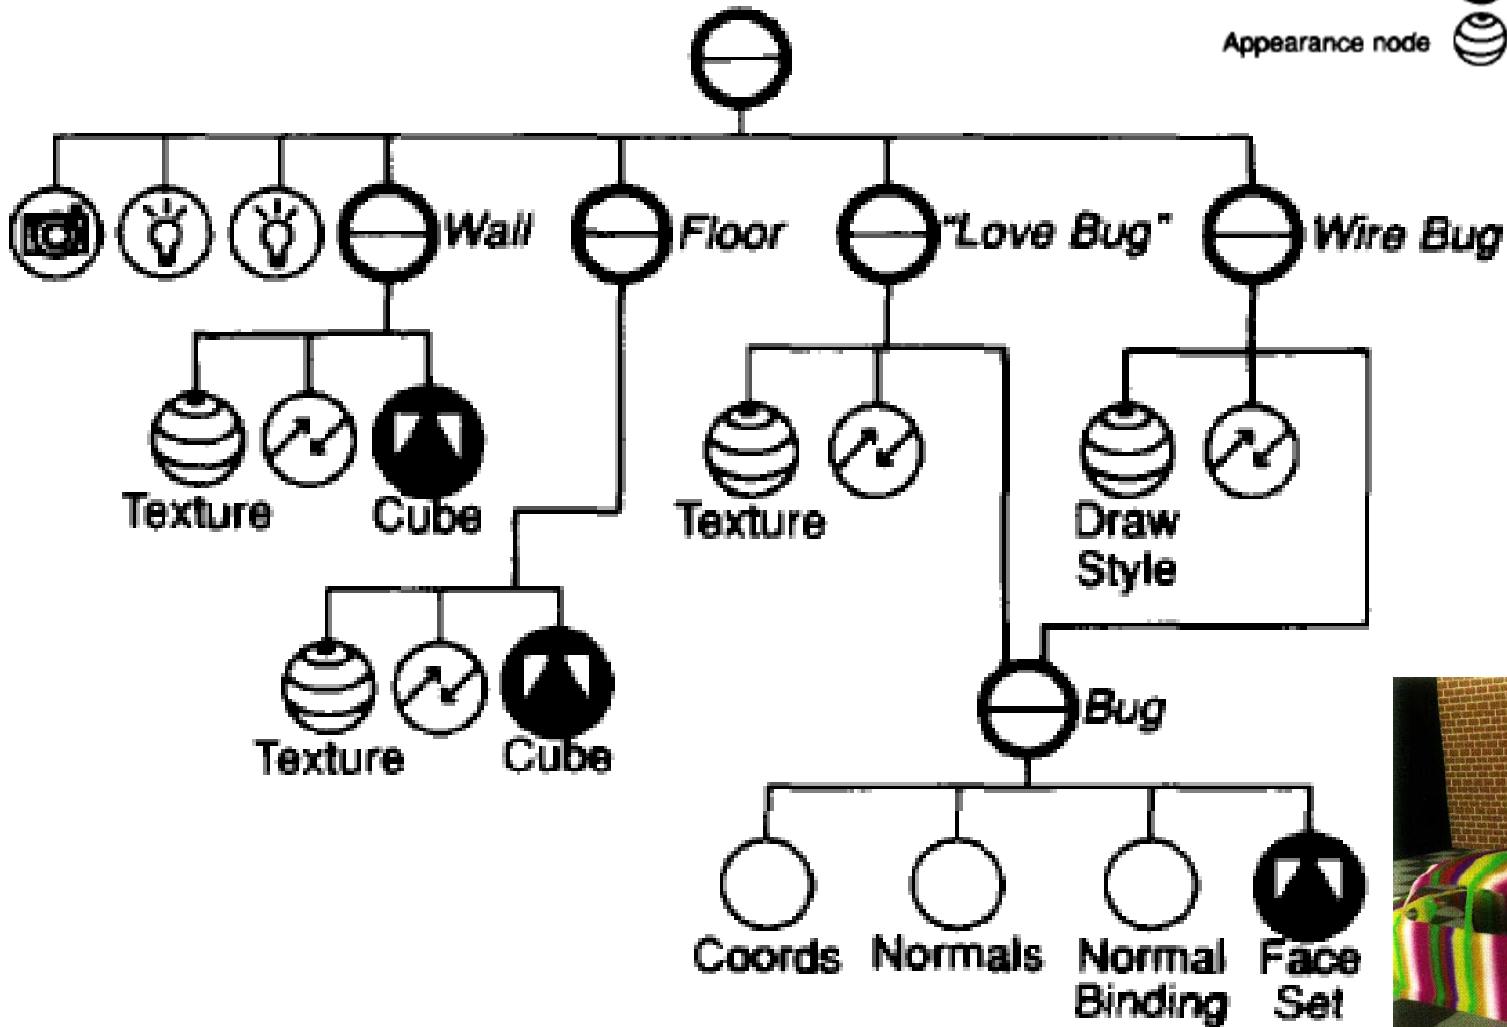 Appearance node
Wall
Floor
"Love Bug"
Wire Bug
Texture
Cube
Texture
Draw
Style
Texture
Cube
Bug
Coords
Normals
Normal
Binding
Face
Set